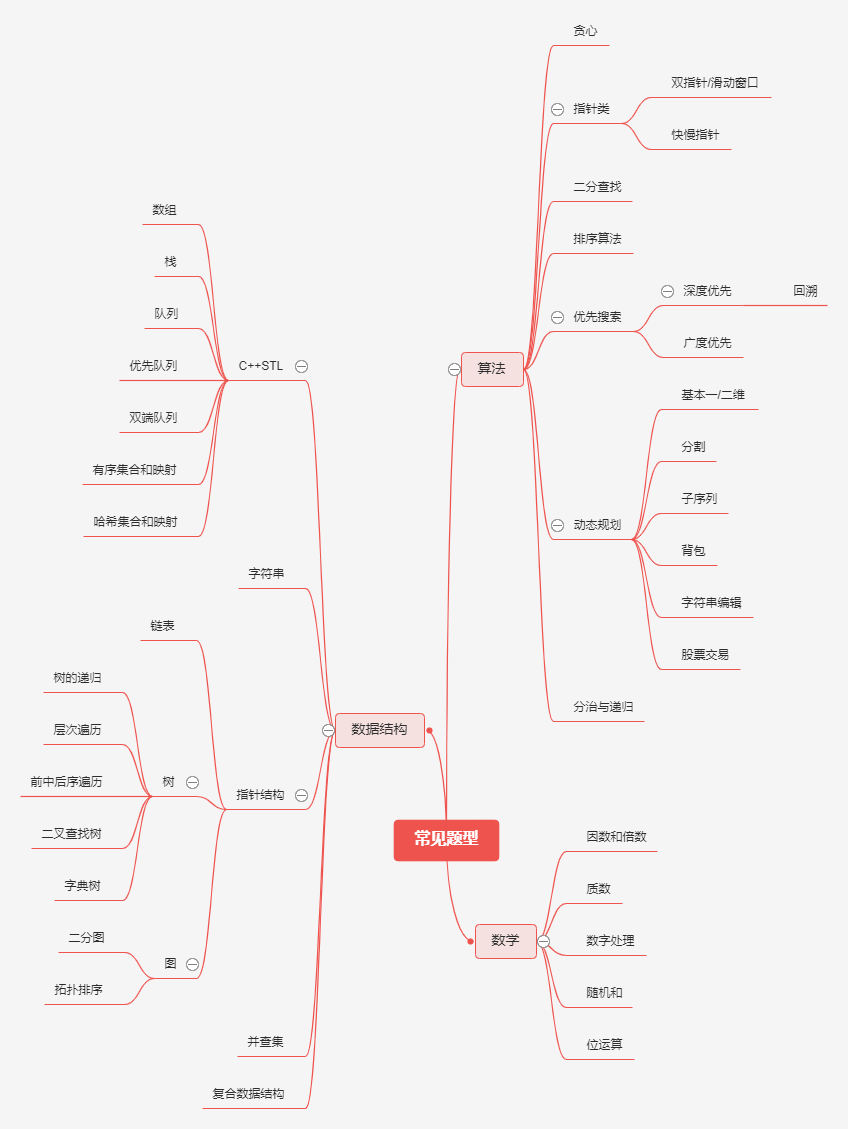 常见题型
算法
贪心
指针类
双指针/滑动窗口
快慢指针
二分查找
排序算法
优先搜索
深度优先
回溯
广度优先
动态规划
基本一/二维
分割
子序列
背包
字符串编辑
股票交易
分治与递归
数据结构
C++STL
数组
栈
队列
优先队列
双端队列
有序集合和映射
哈希集合和映射
字符串
指针结构
链表
树
树的递归
层次遍历
前中后序遍历
二叉查找树
字典树
图
二分图
拓扑排序
并查集
复合数据结构
数学
因数和倍数
质数
数字处理
随机和
位运算